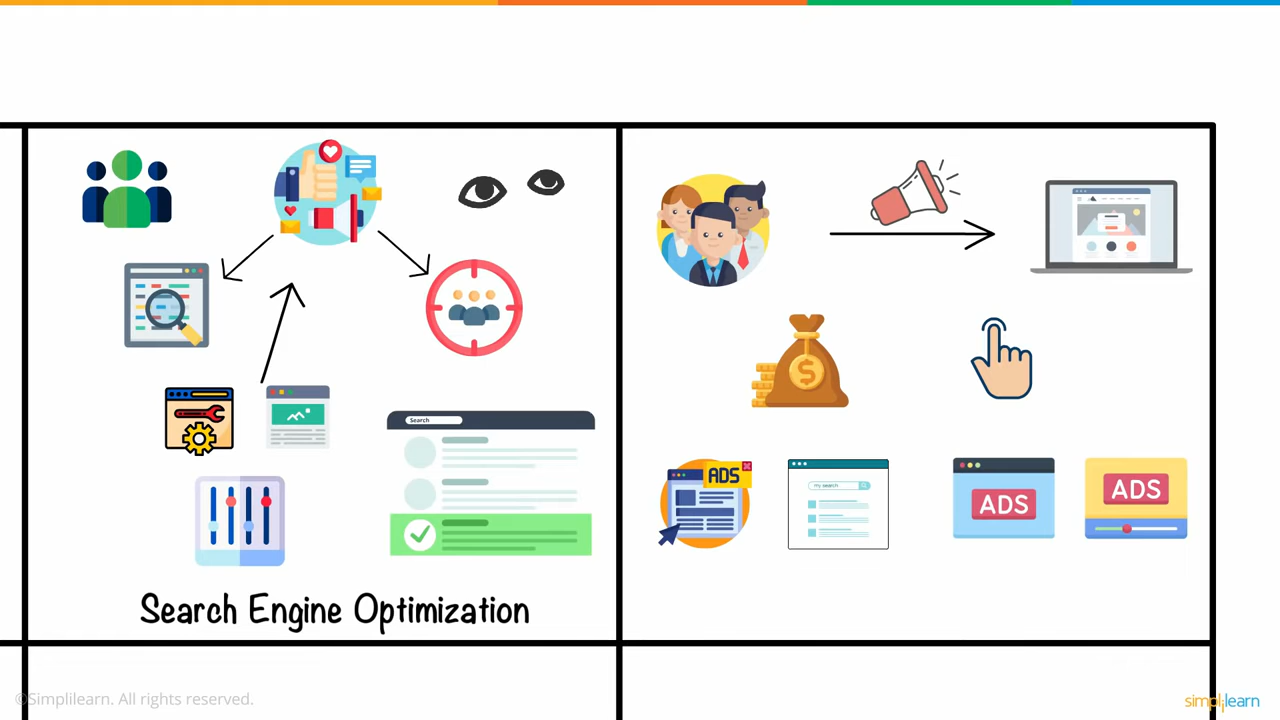 Search
ADS
my search
ADS
ADS
Search Engine Optimization
©Simplilearn. All rights reserved.
simplilearn